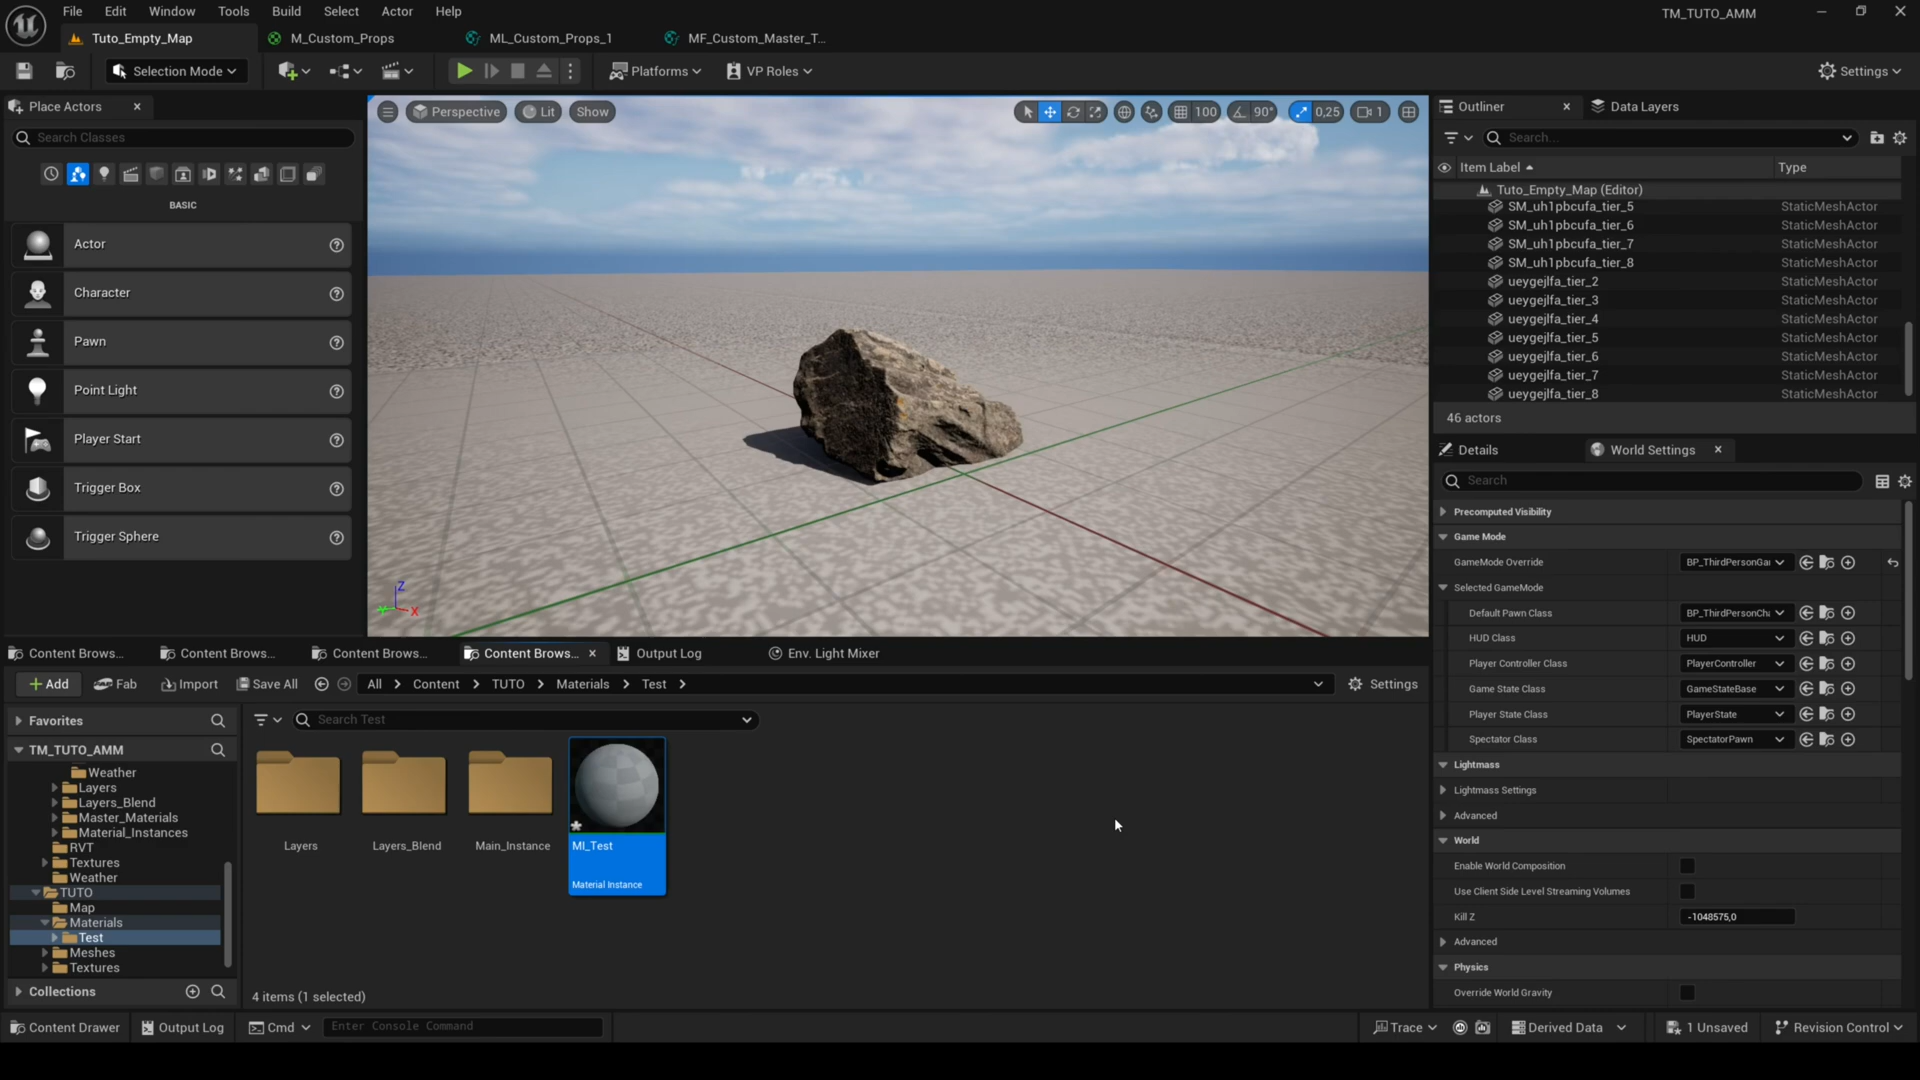 File Edit Window Tools Build Select Actor Help
TM_TUTO_AMM
Tuto_Empty_Map
M_Custom_Props
ML_Custom_Props_1
MF_Custom_Master_T...
Selection Mode
Platforms
VP Roles
Settings
Place Actors
Search Classes
BASIC
Actor
Character
Pawn
Point Light
Player Start
Trigger Box
Trigger Sphere
Perspective
Lit
Show
100
90°
0,25
1
Z
Y
X
Outliner
Data Layers
Search...
Item Label
Type
Tuto_Empty_Map (Editor)
SM_uh1pbcufa_tier_5 StaticMeshActor
SM_uh1pbcufa_tier_6 StaticMeshActor
SM_uh1pbcufa_tier_7 StaticMeshActor
SM_uh1pbcufa_tier_8 StaticMeshActor
ueygejlfa_tier_2 StaticMeshActor
ueygejlfa_tier_3 StaticMeshActor
ueygejlfa_tier_4 StaticMeshActor
ueygejlfa_tier_5 StaticMeshActor
ueygejlfa_tier_6 StaticMeshActor
ueygejlfa_tier_7 StaticMeshActor
ueygejlfa_tier_8 StaticMeshActor
46 actors
Details
World Settings
Search
Precomputed Visibility
Game Mode
GameMode Override BP_ThirdPersonGa
Selected GameMode
Default Pawn Class BP_ThirdPersonCha
HUD Class HUD
Player Controller Class PlayerController
Game State Class GameStateBase
Player State Class PlayerState
Spectator Class SpectatorPawn
Lightmass
Lightmass Settings
Advanced
World
Enable World Composition
Use Client Side Level Streaming Volumes
Kill Z -1048575,0
Advanced
Physics
Override World Gravity
Content Brows...
Content Brows...
Content Brows...
Content Brows...
Output Log
Env. Light Mixer
Add
Fab
Import
Save All
All > Content > TUTO > Materials > Test >
Settings
Favorites
TM_TUTO_AMM
Weather
Layers
Layers_Blend
Master_Materials
Material_Instances
RVT
Textures
Weather
TUTO
Map
Materials
Test
Meshes
Textures
Collections
Search Test
Layers
Layers_Blend
Main_Instance
MI_Test
Material Instance
4 items (1 selected)
Content Drawer
Output Log
Cmd
Enter Console Command
Trace
Derived Data
1 Unsaved
Revision Control